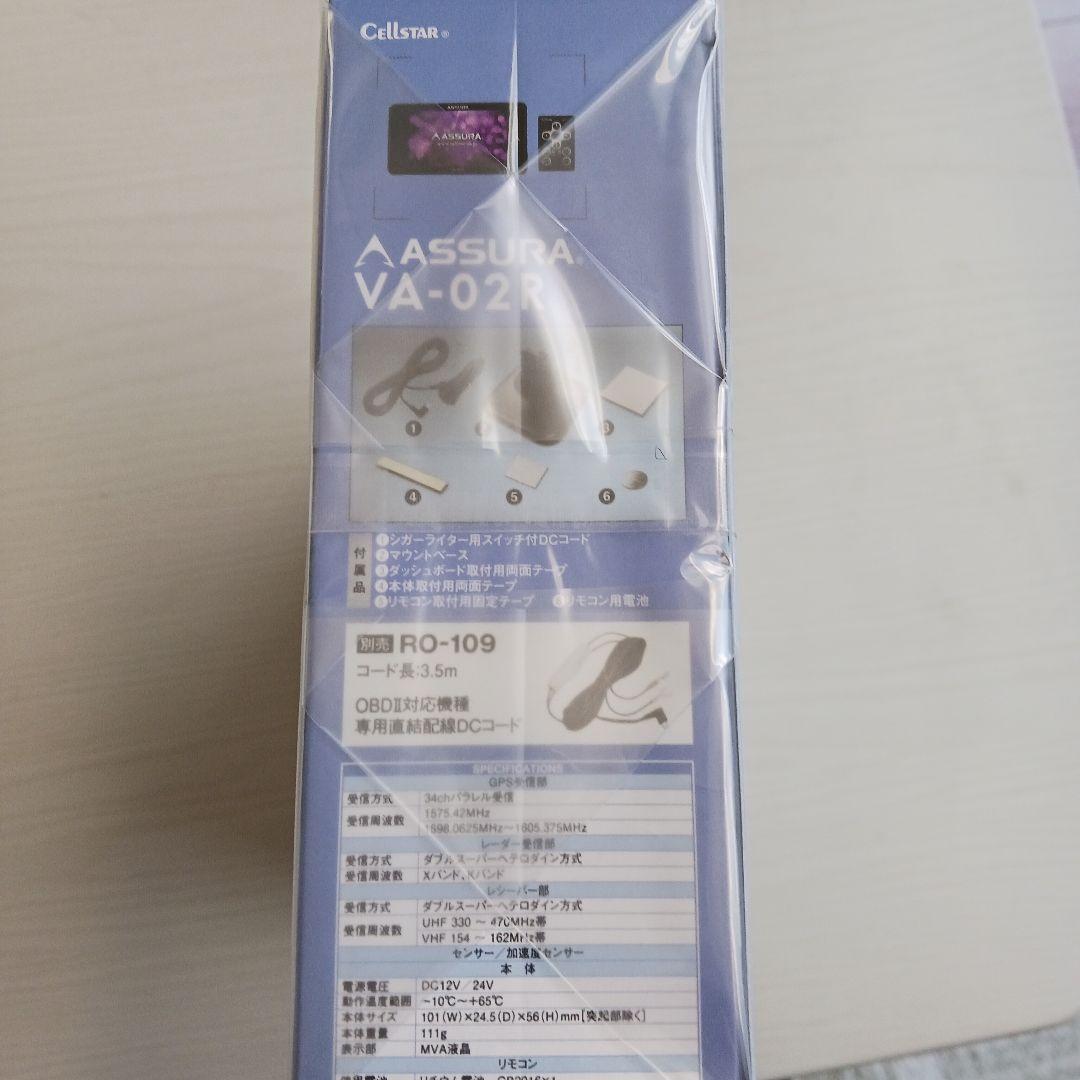 CELLSTAR®
ASSURA
ASSURA®
VA-02R
① ③
④ ⑤ ⑥
付属品
①シガーライター用スイッチ付DCコード
②マウントベース
③ダッシュボード取付用両面テープ
④本体取付用両面テープ
⑤リモコン取付用固定テープ ⑥リモコン用電池
別売 RO-109
コード長:3.5m
OBDⅡ対応機種
専用直結配線DCコード
SPECIFICATIONS
GPS受信部
受信方式 34chパラレル受信
受信周波数 1575.42MHz
1598.0625MHz～1605.375MHz
レーダー受信部
受信方式 ダブルスーパーヘテロダイン方式
受信周波数 Xバンド、Kバンド
レシーバー部
受信方式 ダブルスーパーヘテロダイン方式
受信周波数 UHF 330 ～ 470MHz帯
VHF 154 ～ 162MHz帯
センサー／加速度センサー
本 体
電源電圧 DC12V／24V
動作温度範囲 −10℃～+65℃
本体サイズ 101(W)×24.5(D)×56(H)mm[突起部除く]
本体重量 111g
表示部 MVA液晶
リモコン